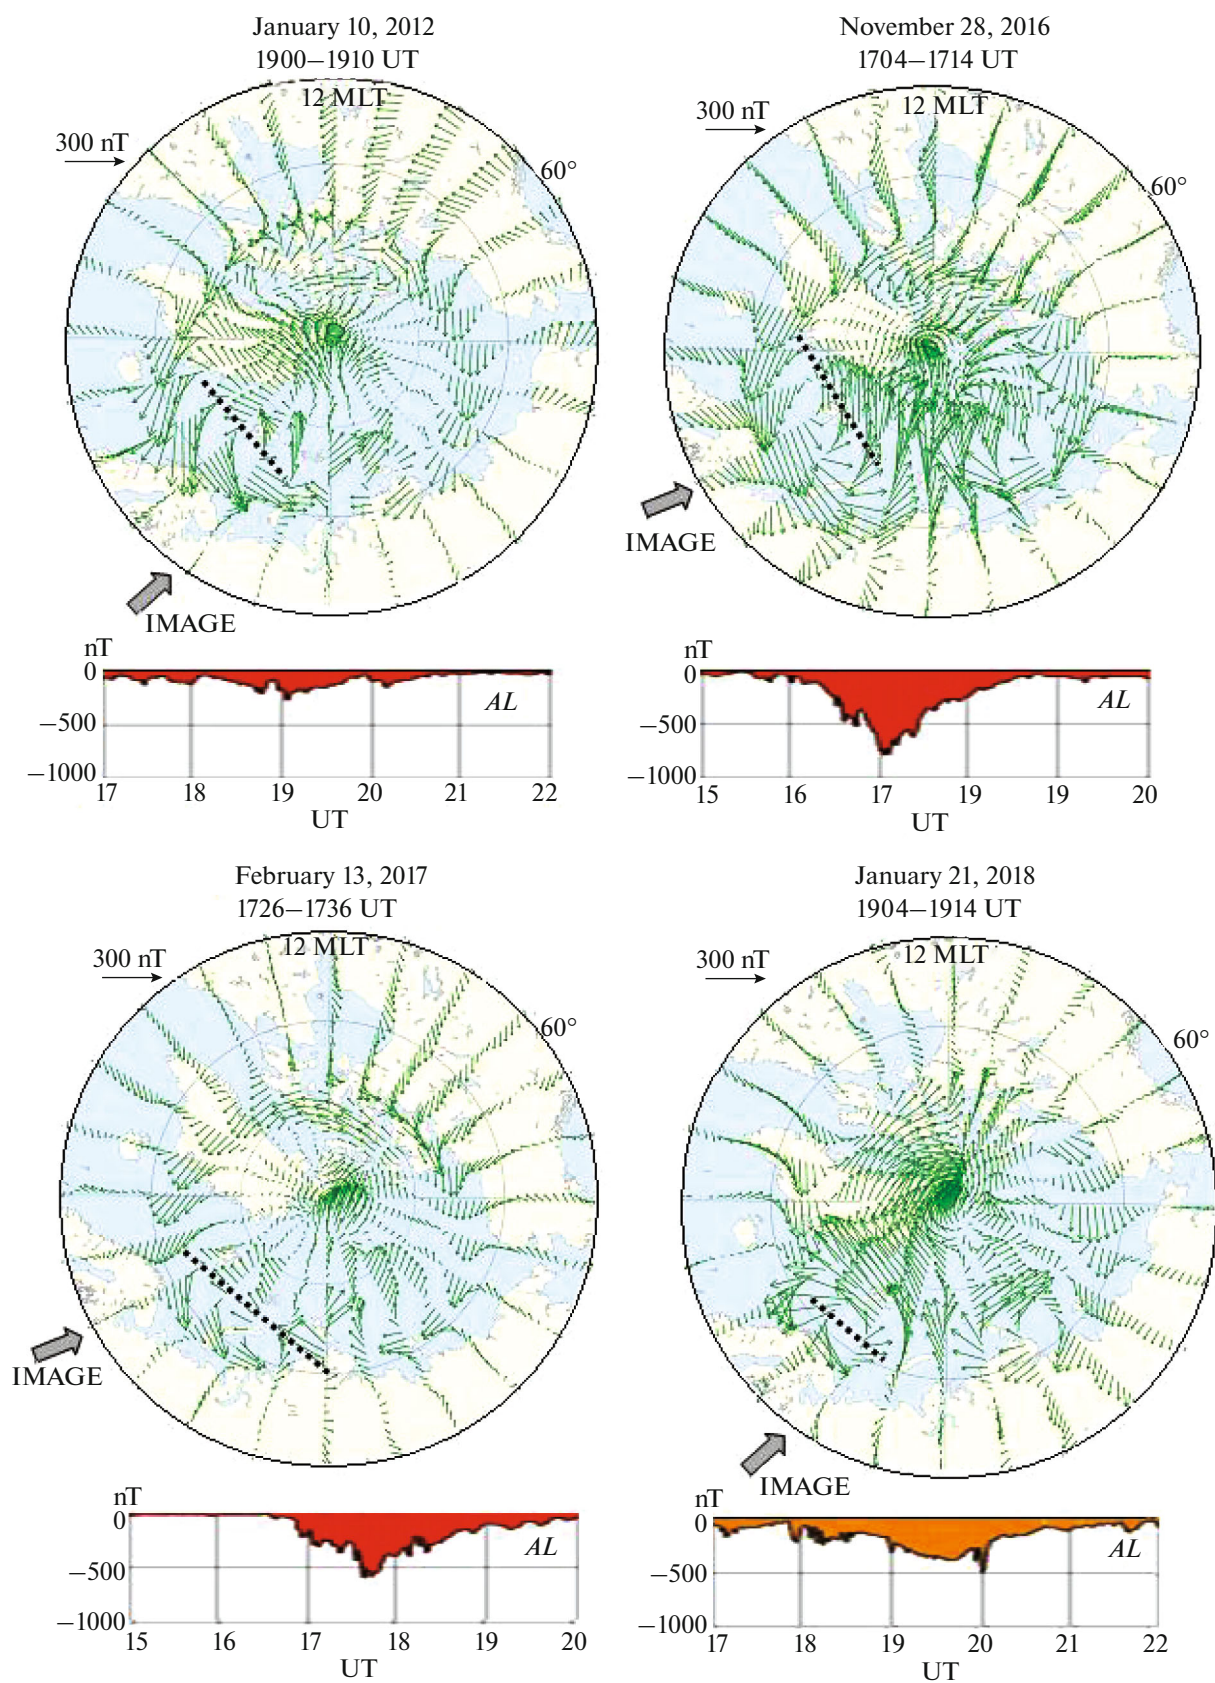 January 10, 2012
1900–1910 UT
12 MLT
300 nT
60°
IMAGE
nT
0
–500
–1000
AL
17 18 19 20 21 22
UT
November 28, 2016
1704–1714 UT
12 MLT
300 nT
60°
IMAGE
nT
0
–500
–1000
AL
15 16 17 19 19 20
UT
February 13, 2017
1726–1736 UT
12 MLT
300 nT
60°
IMAGE
nT
0
–500
–1000
AL
15 16 17 18 19 20
UT
January 21, 2018
1904–1914 UT
12 MLT
300 nT
60°
IMAGE
nT
0
–500
–1000
AL
17 18 19 20 21 22
UT